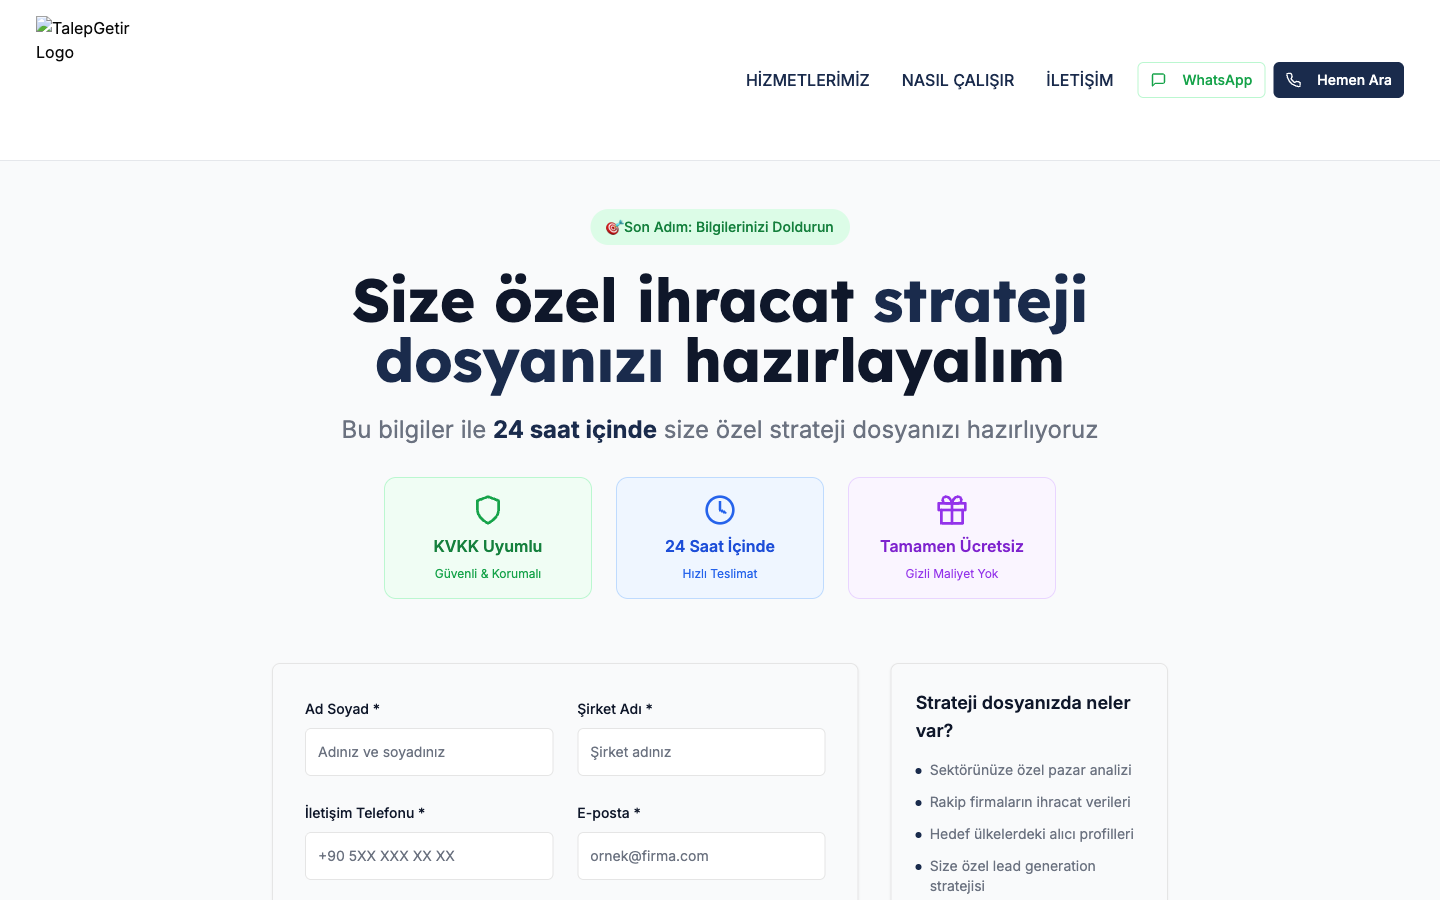 TalepGetir
Logo
HİZMETLERİMİZ
NASIL ÇALIŞIR
İLETİŞİM
WhatsApp
Hemen Ara
Son Adım: Bilgilerinizi Doldurun
Size özel ihracat strateji
dosyanızı hazırlayalım
Bu bilgiler ile 24 saat içinde size özel strateji dosyanızı hazırlıyoruz
KVKK Uyumlu
Güvenli & Korumalı
24 Saat İçinde
Hızlı Teslimat
Tamamen Ücretsiz
Gizli Maliyet Yok
Ad Soyad *
Adınız ve soyadınız
Şirket Adı *
Şirket adınız
İletişim Telefonu *
+90 5XX XXX XX XX
E-posta *
ornek@firma.com
Strateji dosyanızda neler
var?
Sektörünüze özel pazar analizi
Rakip firmaların ihracat verileri
Hedef ülkelerdeki alıcı profilleri
Size özel lead generation
stratejisi